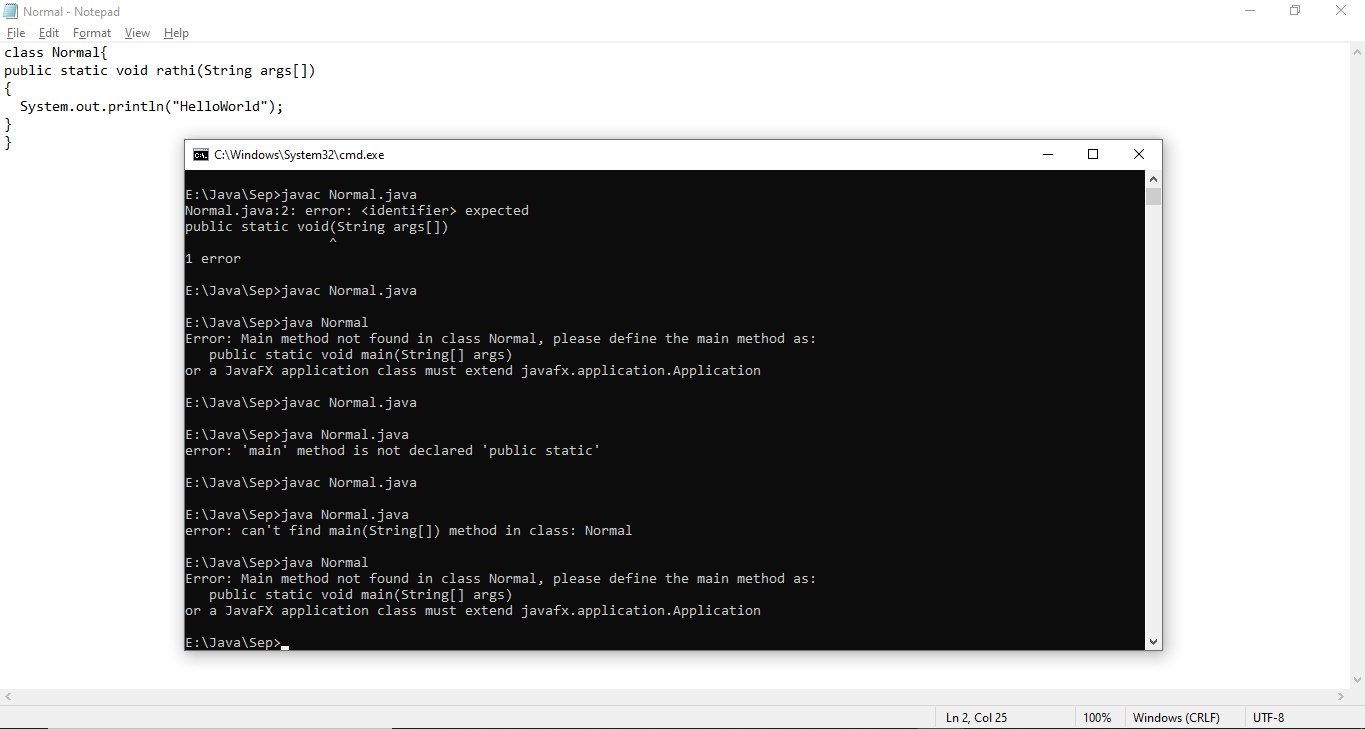 Normal - Notepad
File Edit Format View Help
class Normal{
public static void rathi(String args[])
{
  System.out.println("HelloWorld");
}
}
C:\Windows\System32\cmd.exe
E:\Java\Sep>javac Normal.java
Normal.java:2: error: <identifier> expected
public static void(String args[])
                  ^
1 error
E:\Java\Sep>javac Normal.java
E:\Java\Sep>java Normal
Error: Main method not found in class Normal, please define the main method as:
   public static void main(String[] args)
or a JavaFX application class must extend javafx.application.Application
E:\Java\Sep>javac Normal.java
E:\Java\Sep>java Normal.java
error: 'main' method is not declared 'public static'
E:\Java\Sep>javac Normal.java
E:\Java\Sep>java Normal.java
error: can't find main(String[]) method in class: Normal
E:\Java\Sep>java Normal
Error: Main method not found in class Normal, please define the main method as:
   public static void main(String[] args)
or a JavaFX application class must extend javafx.application.Application
E:\Java\Sep>
Ln 2, Col 25 100% Windows (CRLF) UTF-8